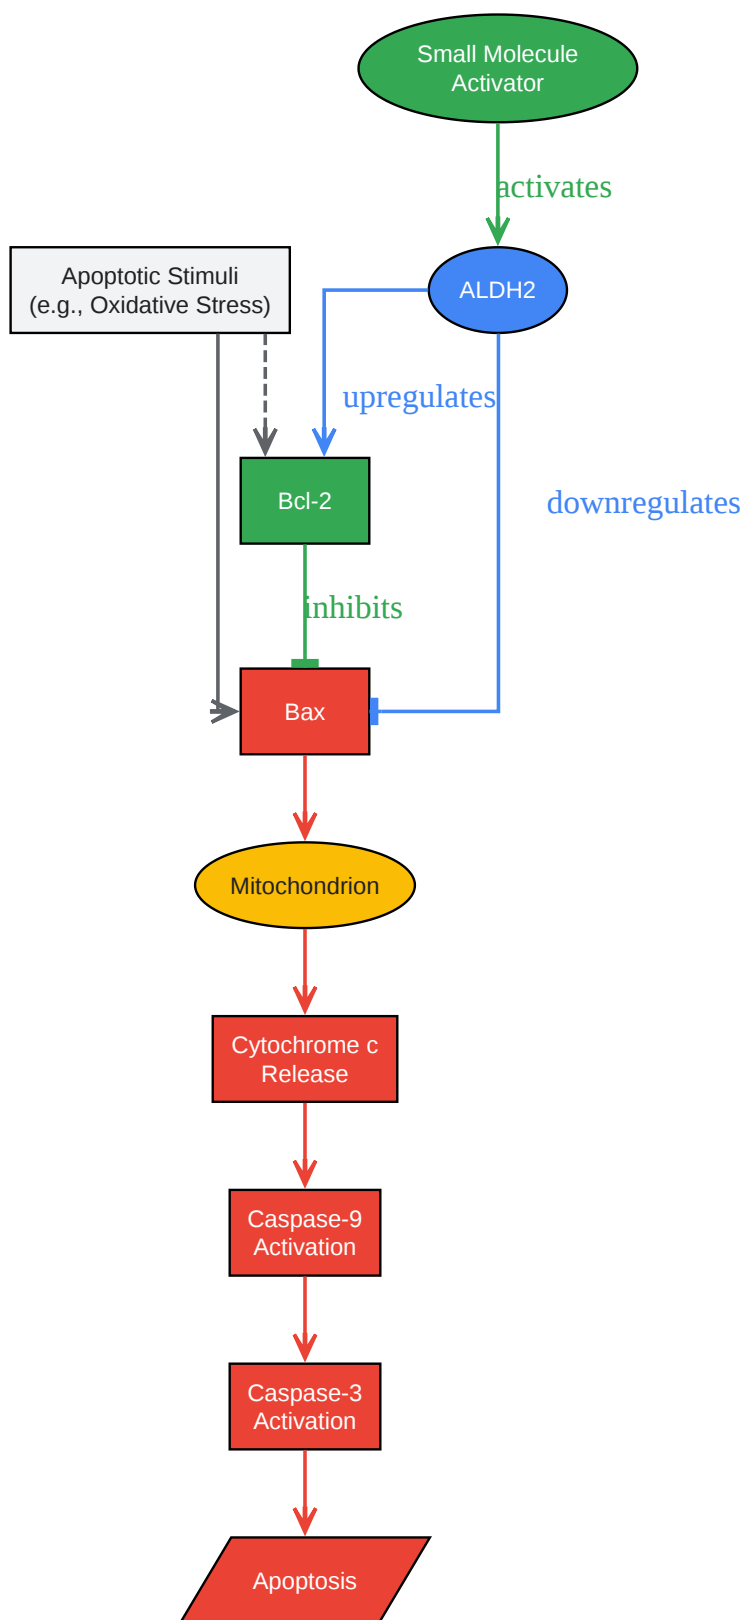 Small Molecule
Activator
activates
Apoptotic Stimuli
(e.g., Oxidative Stress)
ALDH2
upregulates
Bcl-2
downregulates
inhibits
Bax
Mitochondrion
Cytochrome c
Release
Caspase-9
Activation
Caspase-3
Activation
Apoptosis